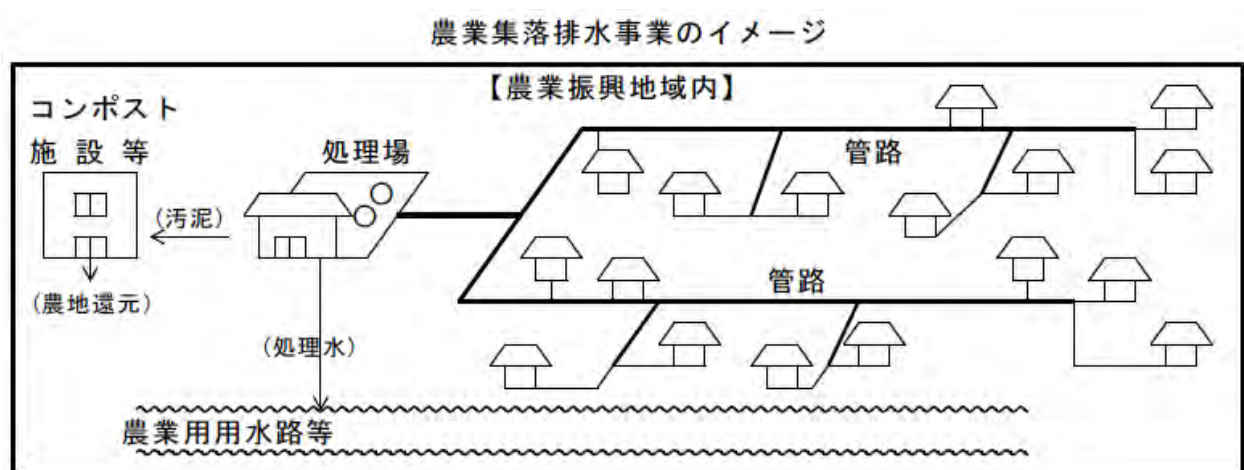 農業集落排水事業のイメージ
【農業振興地域内】
コンポスト
施設等
処理場
管路
(汚泥)
管路
(農地還元)
(処理水)
農業用用水路等